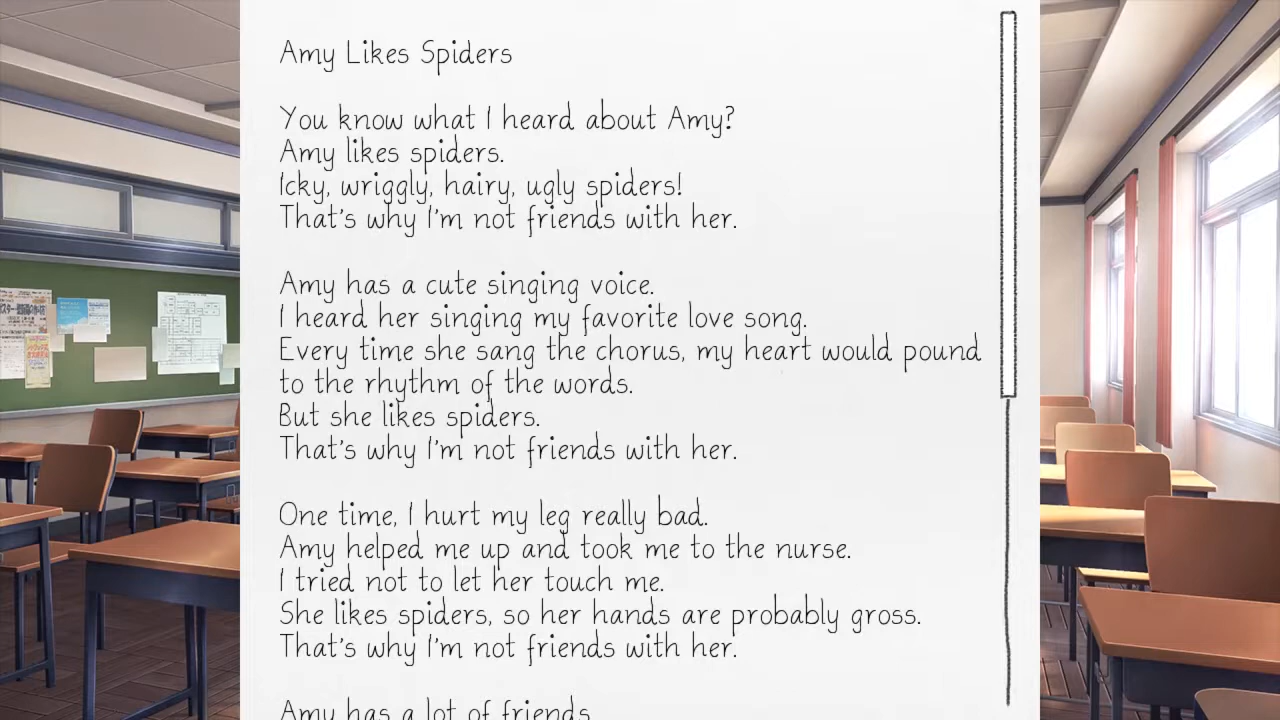 Amy Likes Spiders
You know what I heard about Amy?
Amy likes spiders.
Icky, wriggly, hairy, ugly spiders!
That's why I'm not friends with her.
Amy has a cute singing voice.
I heard her singing my favorite love song.
Every time she sang the chorus, my heart would pound
to the rhythm of the words.
But she likes spiders.
That's why I'm not friends with her.
One time, I hurt my leg really bad.
Amy helped me up and took me to the nurse.
I tried not to let her touch me.
She likes spiders, so her hands are probably gross.
That's why I'm not friends with her.
Amy has a lot of friends